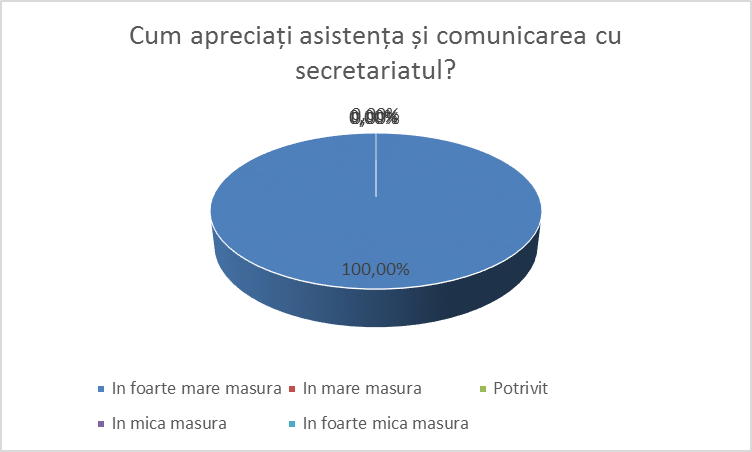 Cum apreciați asistența și comunicarea cu
secretariatul?
0,00%
100,00%
In foarte mare masura In mare masura Potrivit
In mica masura In foarte mica masura